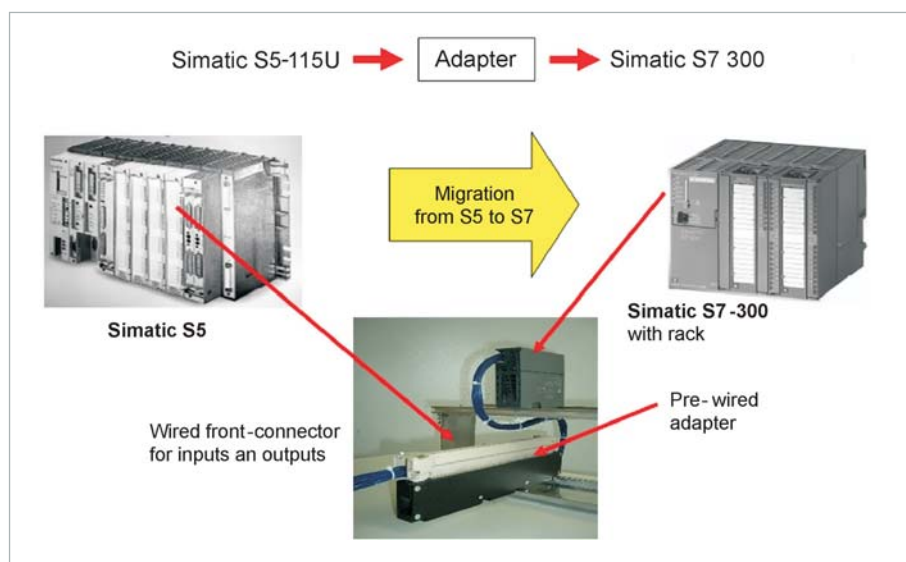 Simatic S5-115U
Adapter
Simatic S7 300
Migration
from S5 to S7
Simatic S5
Simatic S7-300
with rack
Wired front-connector
for inputs an outputs
Pre-wired
adapter